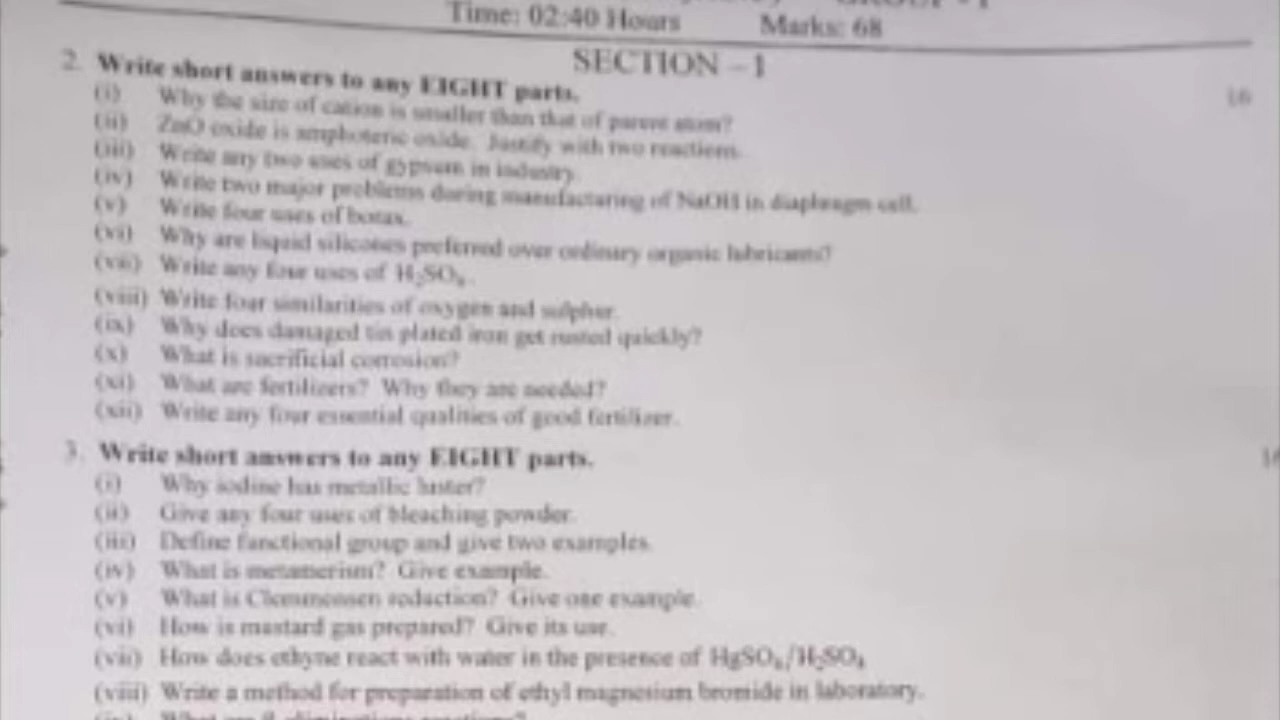 Time: 02:40 Hours Marks: 68
SECTION – I
2. Write short answers to any EIGHT parts. 16
(i) Why the size of cation is smaller than that of parent atom?
(ii) ZnO oxide is amphoteric oxide. Justify with two reactions.
(iii) Write any two uses of gypsum in industry.
(iv) Write two major problems during manufacturing of NaOH in diaphragm cell.
(v) Write four uses of borax.
(vi) Why are liquid silicones preferred over ordinary organic lubricants?
(vii) Write any four uses of H₂SO₄.
(viii) Write four similarities of oxygen and sulphur.
(ix) Why does damaged tin plated iron get rusted quickly?
(x) What is sacrificial corrosion?
(xi) What are fertilizers? Why they are needed?
(xii) Write any four essential qualities of good fertilizer.
3. Write short answers to any EIGHT parts. 16
(i) Why iodine has metallic luster?
(ii) Give any four uses of bleaching powder.
(iii) Define functional group and give two examples.
(iv) What is metamerism? Give example.
(v) What is Clemmensen reduction? Give one example.
(vi) How is mustard gas prepared? Give its use.
(vii) How does ethyne react with water in the presence of HgSO₄/H₂SO₄
(viii) Write a method for preparation of ethyl magnesium bromide in laboratory.
(ix) What are β-eliminations reactions?